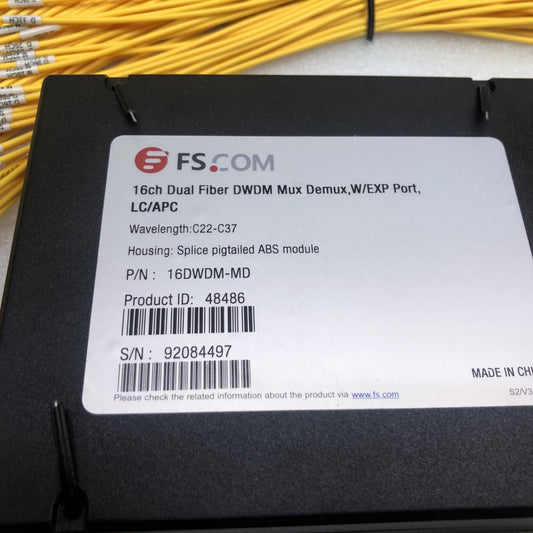 FS.COM
16ch Dual Fiber DWDM Mux Demux,W/EXP Port,
LC/APC
Wavelength:C22-C37
Housing: Splice pigtailed ABS module
P/N : 16DWDM-MD
Product ID: 48486
S/N : 92084497
MADE IN CHI
Please check the related information about the product via www.fs.com
S2/V3